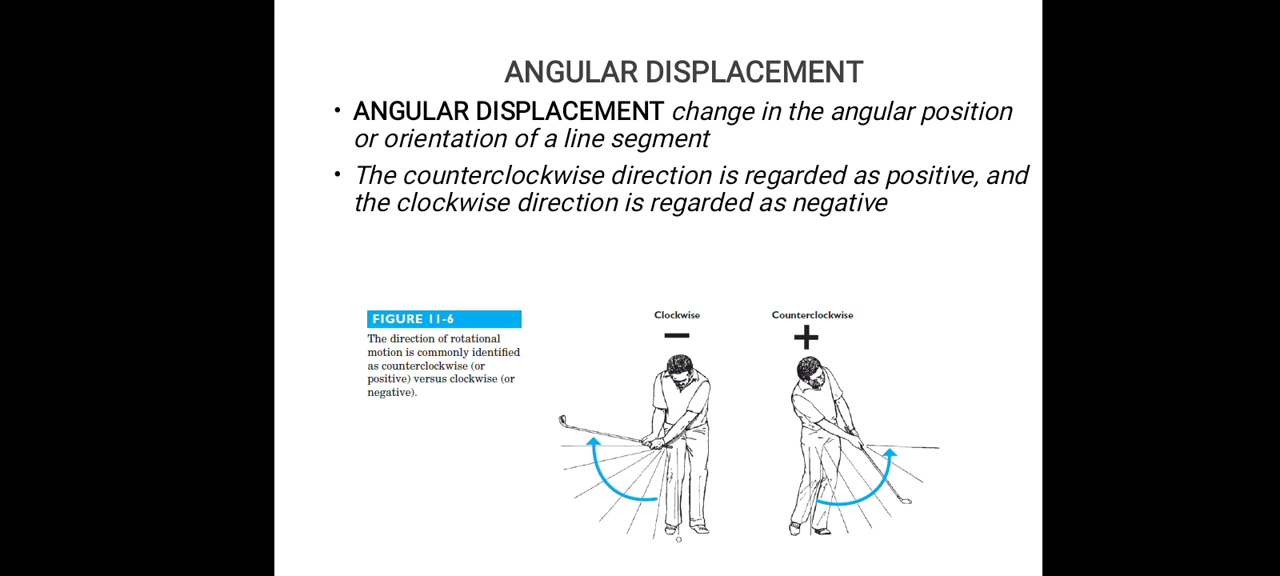 ANGULAR DISPLACEMENT
• ANGULAR DISPLACEMENT change in the angular position
or orientation of a line segment
• The counterclockwise direction is regarded as positive, and
the clockwise direction is regarded as negative
FIGURE 11-6
The direction of rotational
motion is commonly identified
as counterclockwise (or
positive) versus clockwise (or
negative).
Clockwise
−
Counterclockwise
+